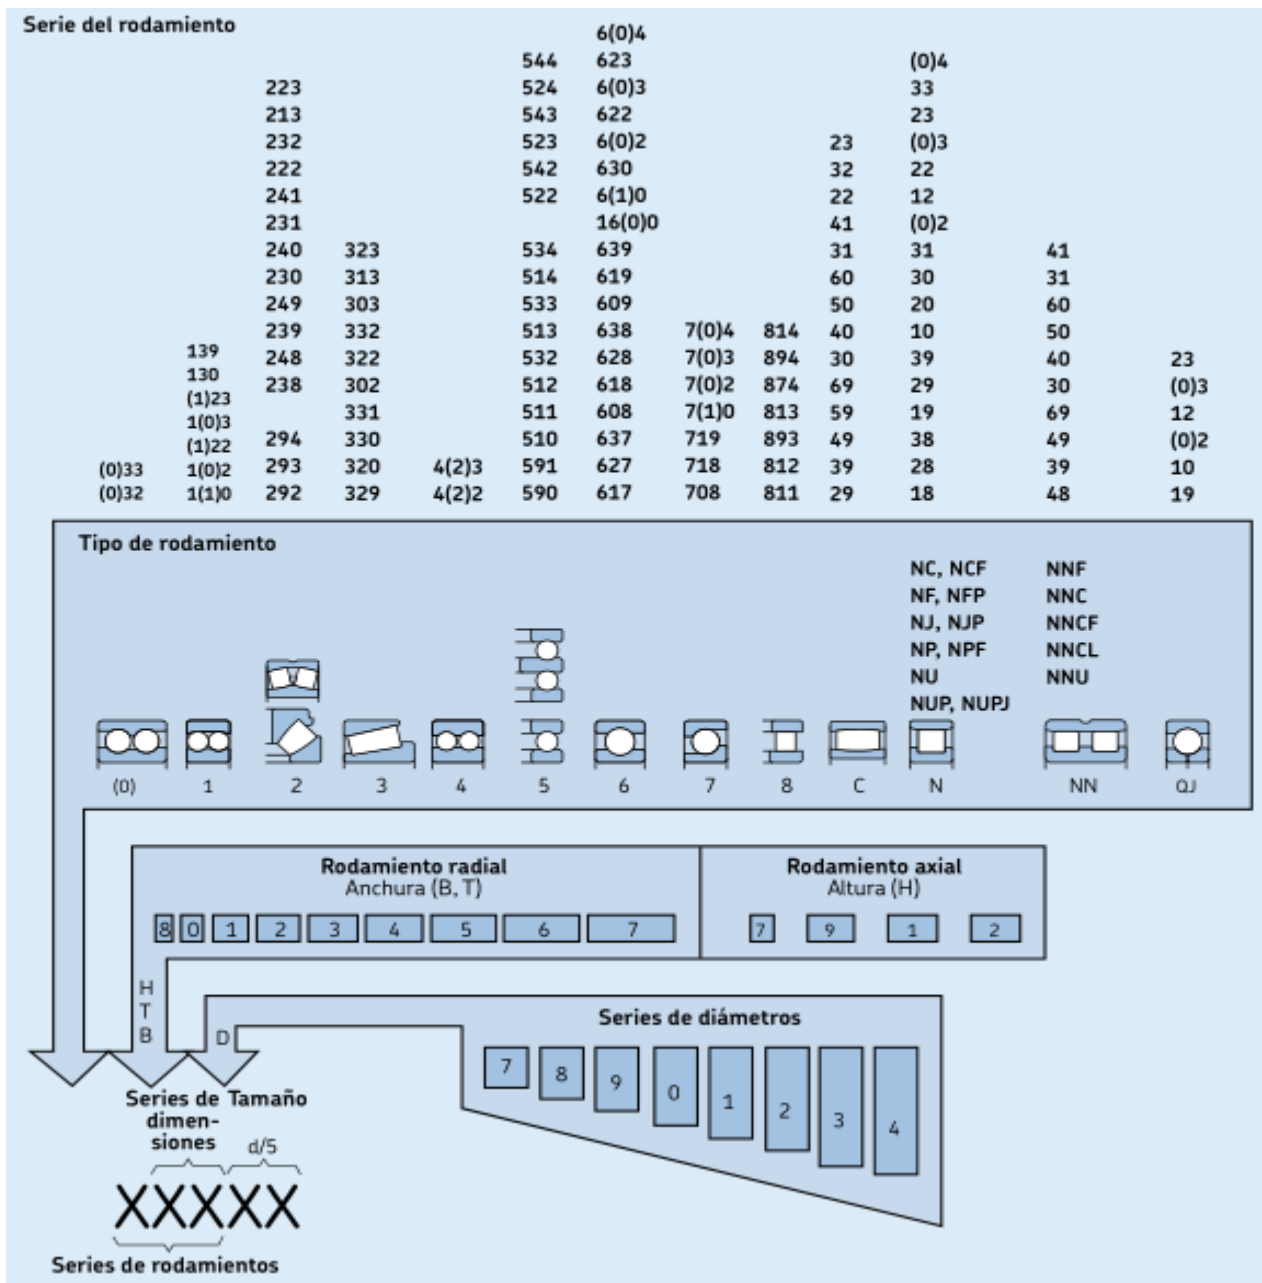 Serie del rodamiento
6(0)4
544 623 (0)4
223 524 6(0)3 33
213 543 622 23
232 523 6(0)2 23 (0)3
222 542 630 32 22
241 522 6(1)0 22 12
231 16(0)0 41 (0)2
240 323 534 639 31 31 41
230 313 514 619 60 30 31
249 303 533 609 50 20 60
239 332 513 638 7(0)4 814 40 10 50
139 248 322 532 628 7(0)3 894 30 39 40 23
130 238 302 512 618 7(0)2 874 69 29 30 (0)3
(1)23 331 511 608 7(1)0 813 59 19 69 12
1(0)3 294 330 510 637 719 893 49 38 49 (0)2
(1)22
(0)33 1(0)2 293 320 4(2)3 591 627 718 812 39 28 39 10
(0)32 1(1)0 292 329 4(2)2 590 617 708 811 29 18 48 19
Tipo de rodamiento
NC, NCF NNF
NF, NFP NNC
NJ, NJP NNCF
NP, NPF NNCL
NU NNU
NUP, NUPJ
(0) 1 2 3 4 5 6 7 8 C N NN QJ
Rodamiento radial
Anchura (B, T)
8 0 1 2 3 4 5 6 7
Rodamiento axial
Altura (H)
7 9 1 2
H
T
B
D
Series de diámetros
7 8 9 0 1 2 3 4
Series de Tamaño
dimen-
siones d/5
XXXXX
Series de rodamientos